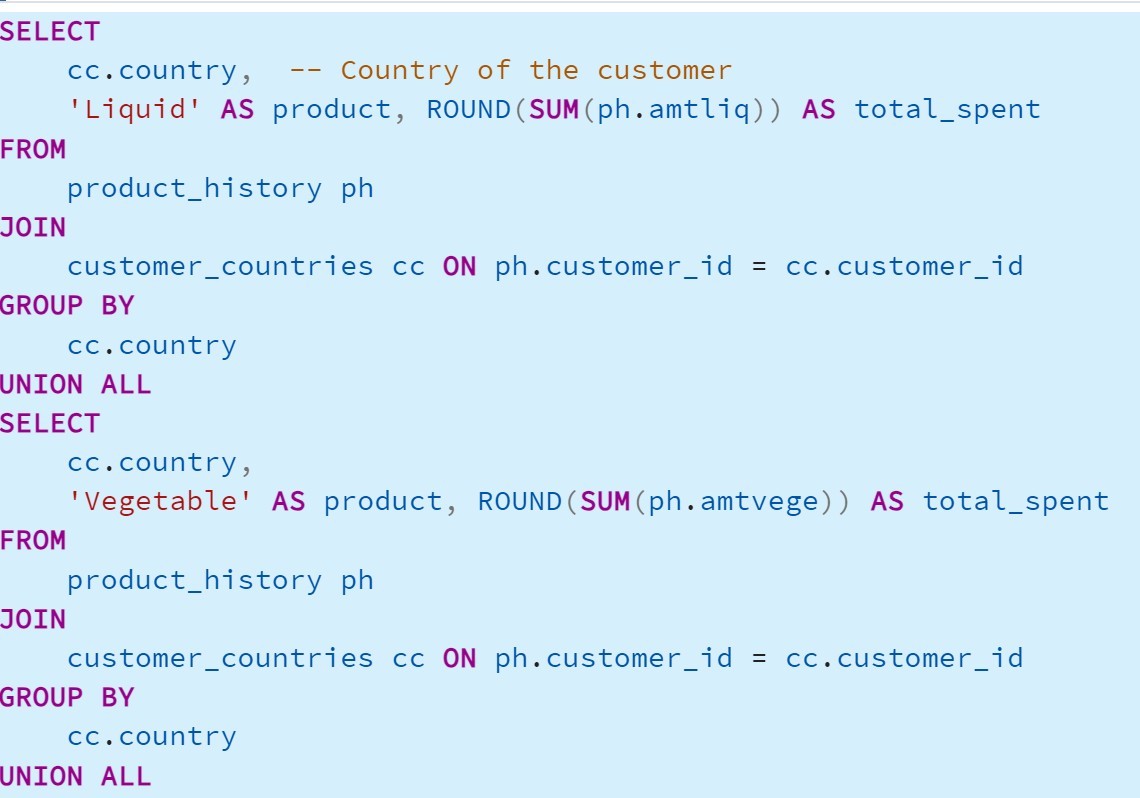 SELECT
    cc.country,  -- Country of the customer
    'Liquid' AS product, ROUND(SUM(ph.amtliq)) AS total_spent
FROM
    product_history ph
JOIN
    customer_countries cc ON ph.customer_id = cc.customer_id
GROUP BY
    cc.country
UNION ALL
SELECT
    cc.country,
    'Vegetable' AS product, ROUND(SUM(ph.amtvege)) AS total_spent
FROM
    product_history ph
JOIN
    customer_countries cc ON ph.customer_id = cc.customer_id
GROUP BY
    cc.country
UNION ALL